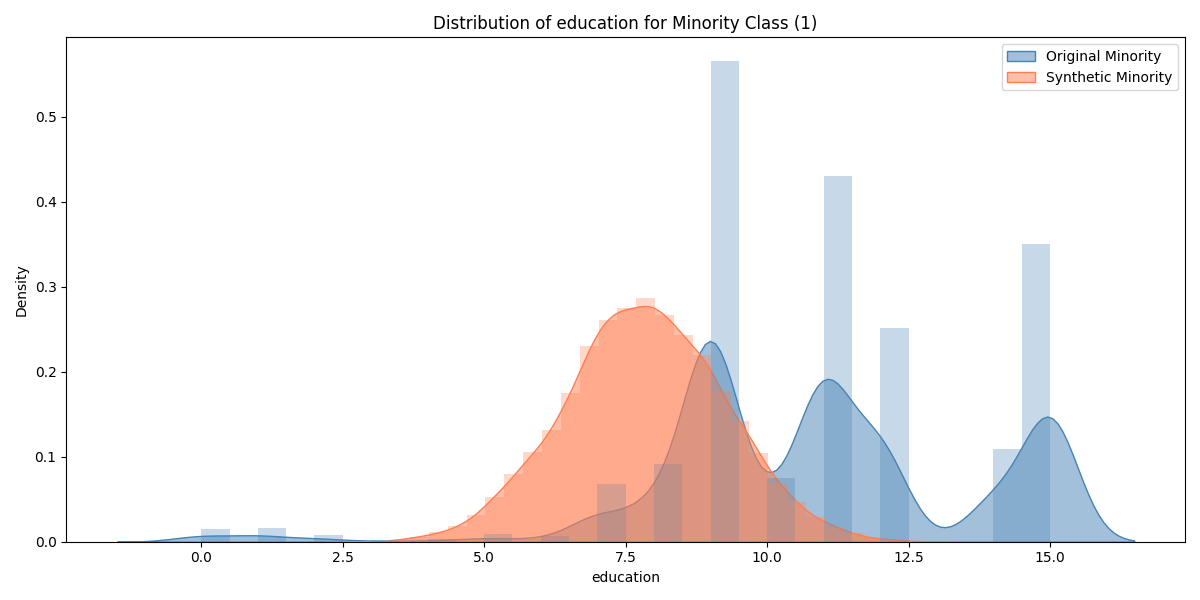 Distribution of education for Minority Class (1)
Original Minority
Synthetic Minority
Density
0.5
0.4
0.3
0.2
0.1
0.0
0.0 2.5 5.0 7.5 10.0 12.5 15.0
education